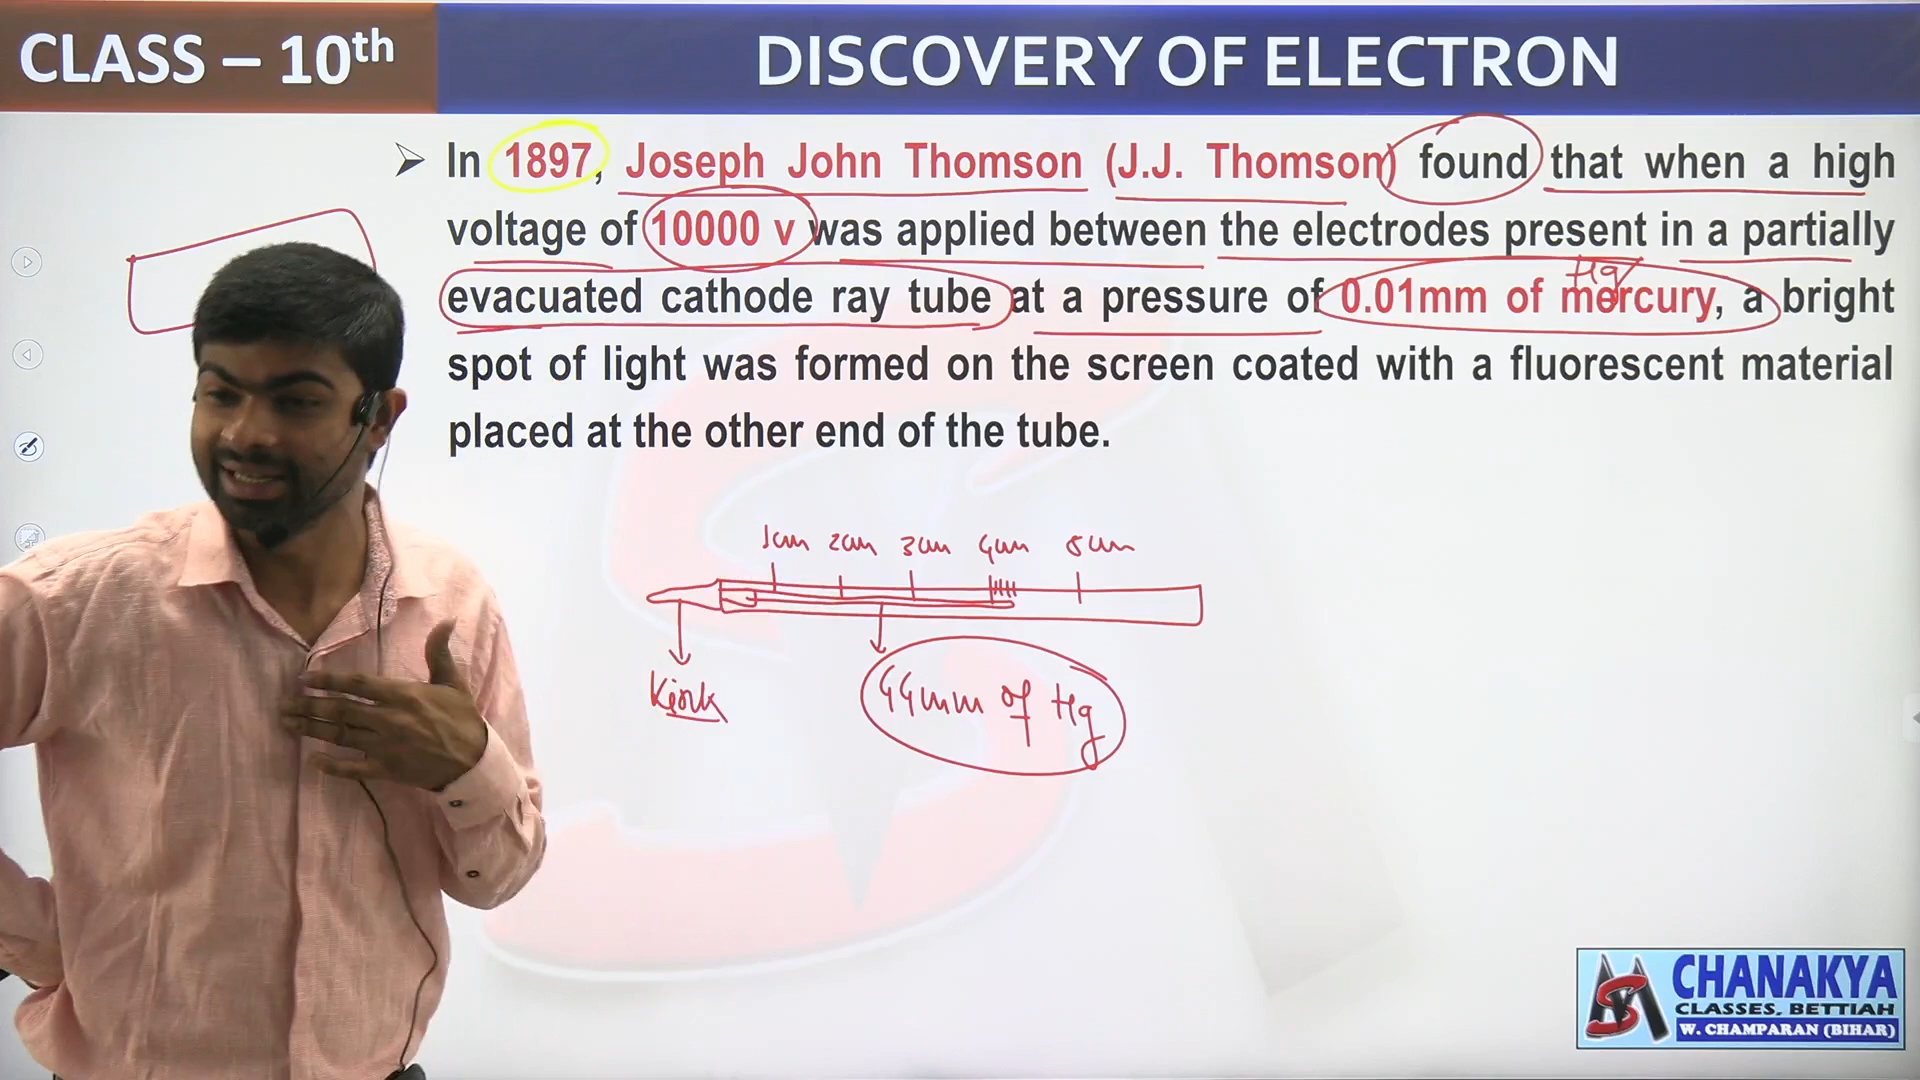 CLASS – 10th
DISCOVERY OF ELECTRON
➢ In 1897, Joseph John Thomson (J.J. Thomson) found that when a high
voltage of 10000 v was applied between the electrodes present in a partially
Hg
evacuated cathode ray tube at a pressure of 0.01mm of mercury, a bright
spot of light was formed on the screen coated with a fluorescent material
placed at the other end of the tube.
1cm 2cm 3cm 4cm 5cm
44mm of Hg
CHANAKYA
CLASSES, BETTIAH
W. CHAMPARAN (BIHAR)